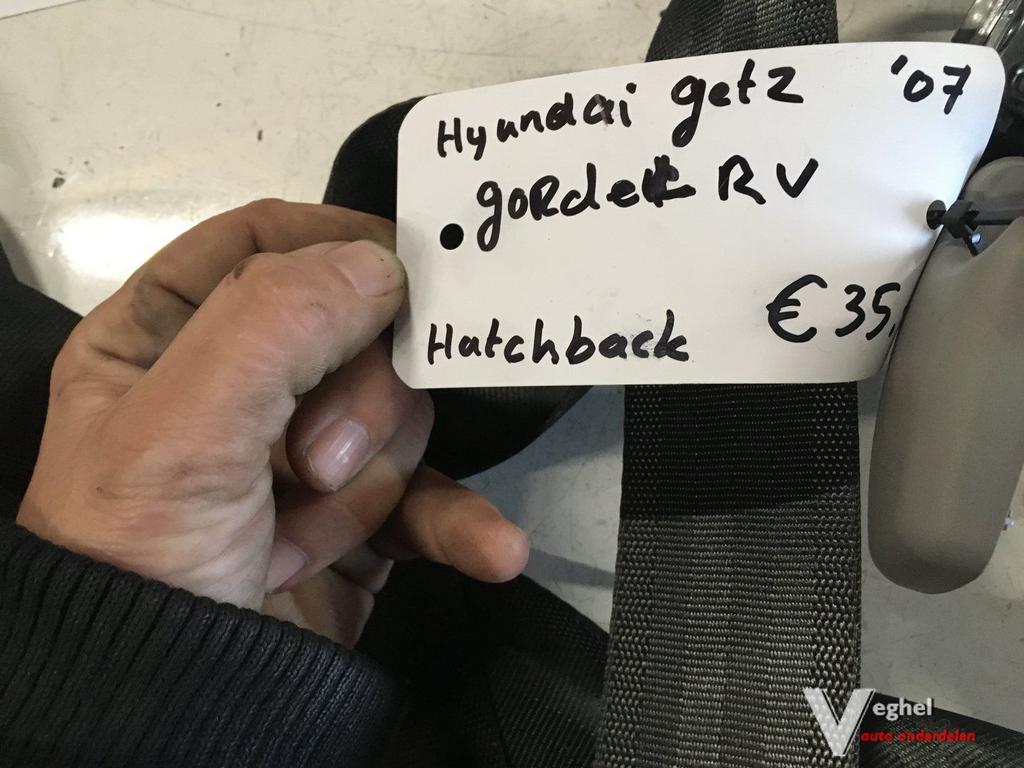 Hyundai getz '07
gordel RV
Hatchback € 35,
Veghel
auto onderdelen